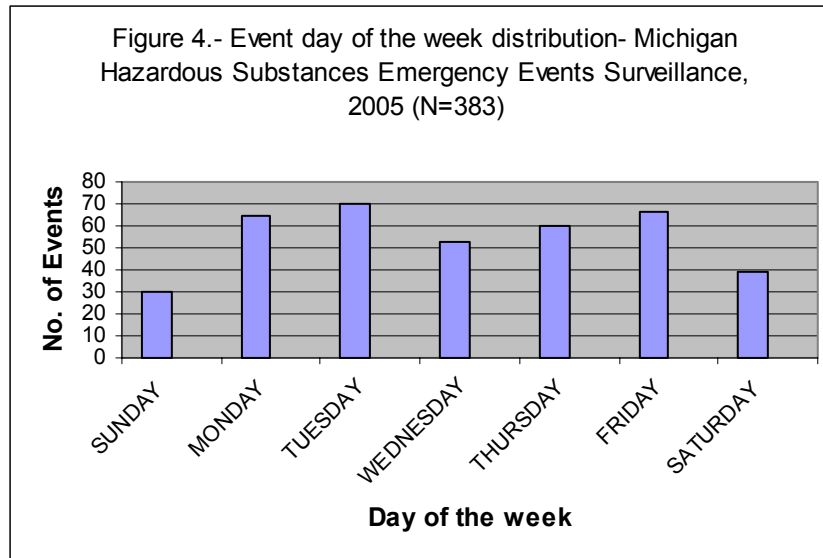 Figure 4.- Event day of the week distribution- Michigan
Hazardous Substances Emergency Events Surveillance,
2005 (N=383)
No. of Events
80
70
60
50
40
30
20
10
0
SUNDAY
MONDAY
TUESDAY
WEDNESDAY
THURSDAY
FRIDAY
SATURDAY
Day of the week